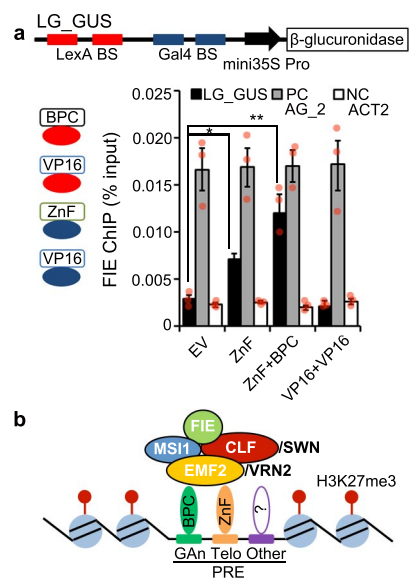 a
LG_GUS
LexA BS
Gal4 BS
mini35S Pro
β-glucuronidase
BPC
VP16
ZnF
VP16
FIE ChIP (% input)
0.025
0.02
0.015
0.01
0.005
0
LG_GUS
PC AG_2
NC ACT2
*
**
EV
ZnF
ZnF+BPC
VP16+VP16
b
FIE
MSI1
CLF
/SWN
EMF2
/VRN2
H3K27me3
BPC
ZnF
?
GAn Telo Other
PRE